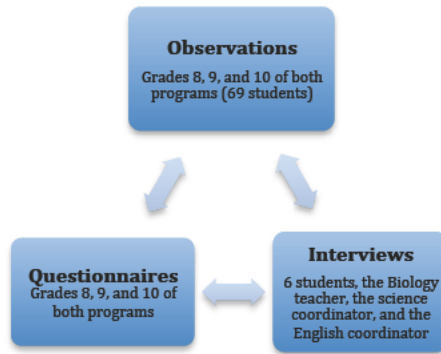 Observations
Grades 8, 9, and 10 of both
programs (69 students)
Questionnaires
Grades 8, 9, and 10 of
both programs
Interviews
6 students, the Biology
teacher, the science
coordinator, and the
English coordinator